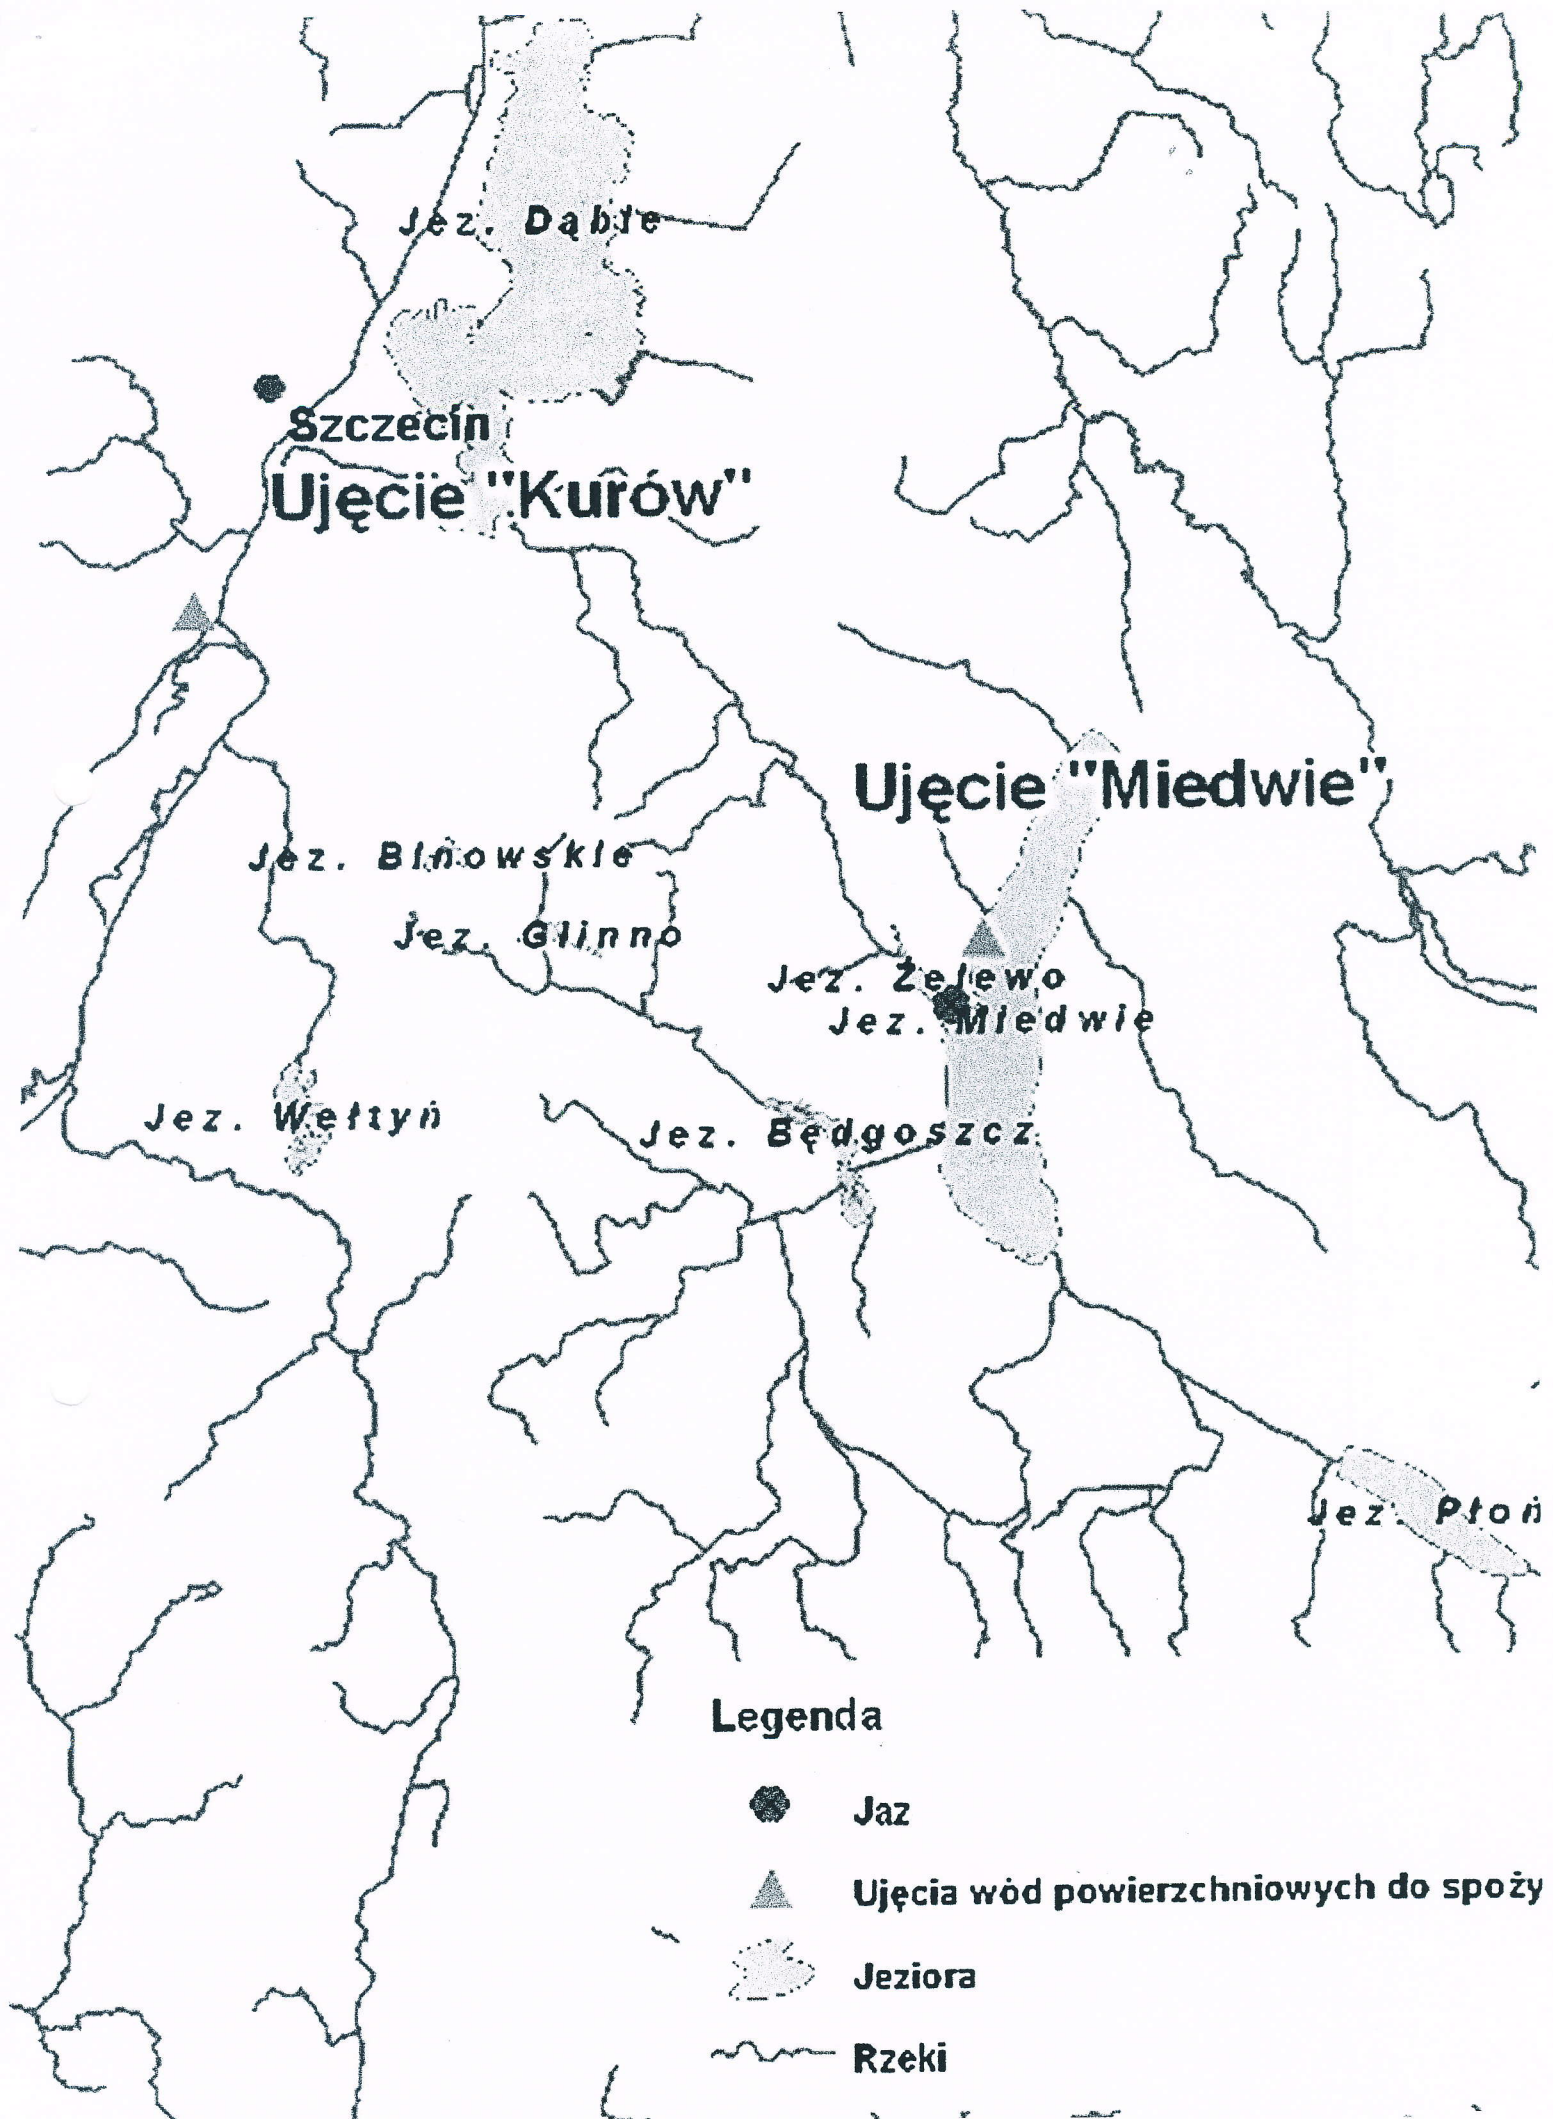 Jez. Dąbie
Szczecin
Ujęcie "Kurów"
Ujęcie "Miedwie"
Jez. Binowskie
Jez. Glinno
Jez. Żelewo
Jez. Miedwie
Jez. Wełtyń
Jez. Będgoszcz
Jez. Płoń
Legenda
Jaz
Ujęcia wód powierzchniowych do spoży
Jeziora
Rzeki